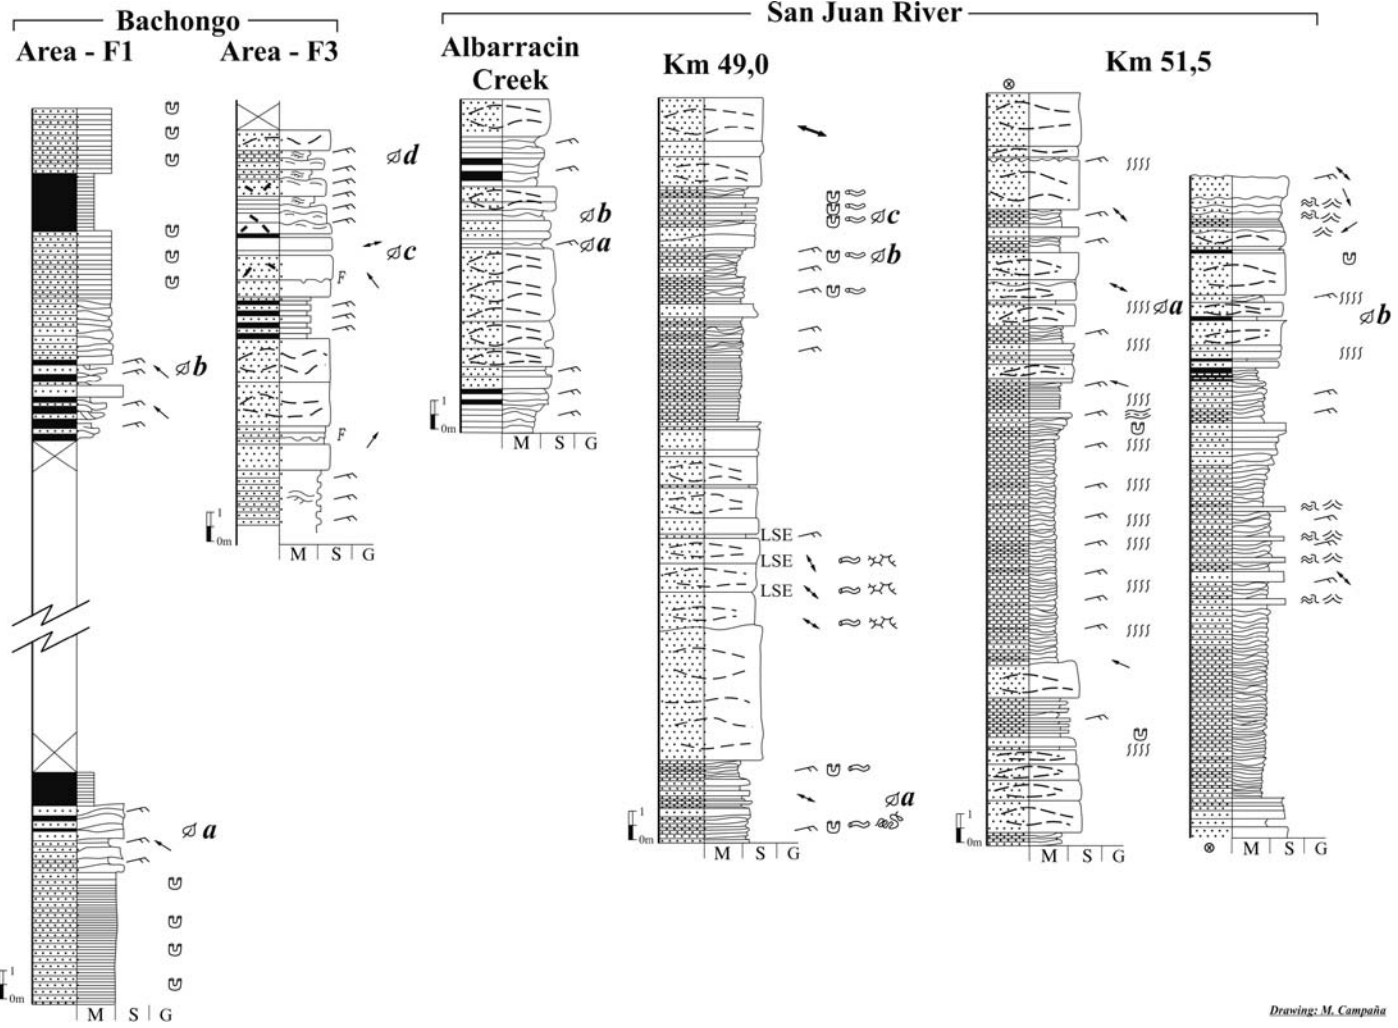 Bachongo
San Juan River
Area - F1
Area - F3
Albarracin
Creek
Km 49,0
Km 51,5
d
c
F
F
1
0m
M S G
b
a
1
0m
M S G
b
a
1
0m
M S G
c
b
LSE
LSE
LSE
a
1
0m
M S G
a
1
0m
M S G
b
M S G
Drawing: M. Campaña